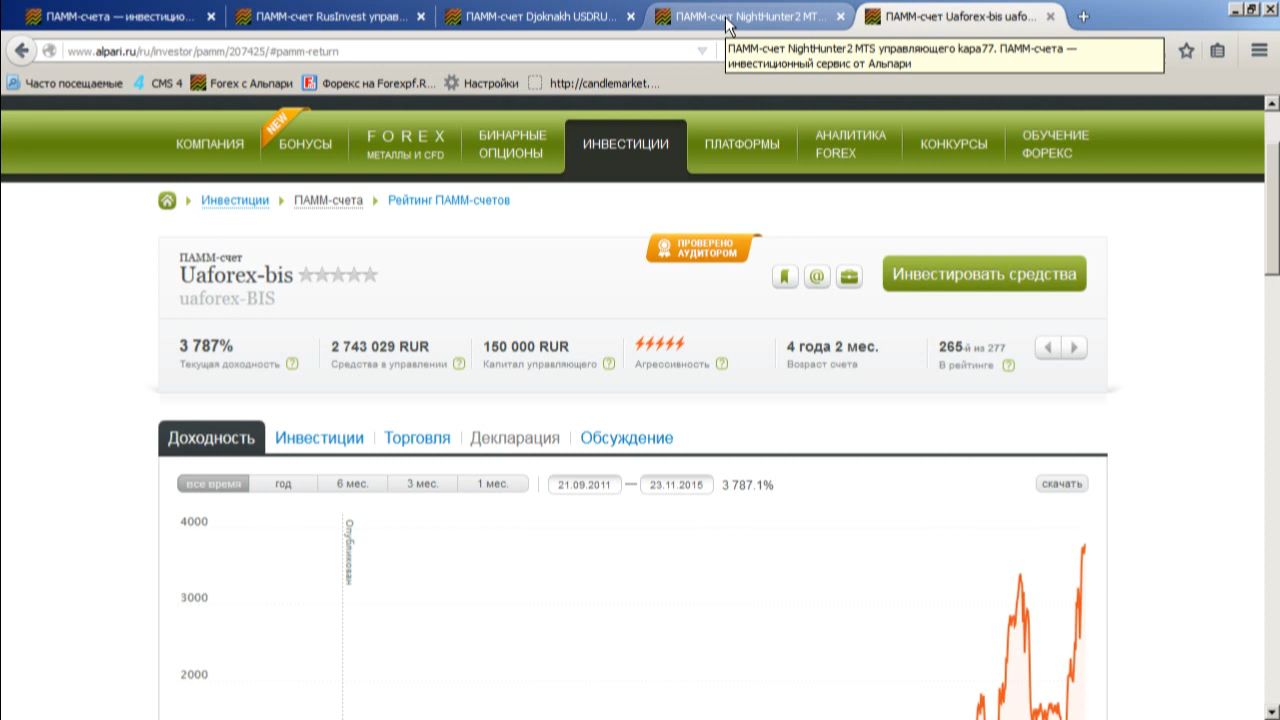 ПАММ-счета — инвестицио...
ПАММ-счет RusInvest управ...
ПАММ-счет Djoknakh USDRU...
ПАММ-счет NightHunter2 MT...
ПАММ-счет Uaforex-bis uafo...
www.alpari.ru/ru/investor/pamm/207425/#pamm-return
ПАММ-счет NightHunter2 MTS управляющего kapa77. ПАММ-счета —
инвестиционный сервис от Альпари
Часто посещаемые
CMS 4
Forex с Альпари
Форекс на Forexpf.R...
Настройки
http://candlemarket....
КОМПАНИЯ
NEW
БОНУСЫ
FOREX
МЕТАЛЛЫ И CFD
БИНАРНЫЕ
ОПЦИОНЫ
ИНВЕСТИЦИИ
ПЛАТФОРМЫ
АНАЛИТИКА
FOREX
КОНКУРСЫ
ОБУЧЕНИЕ
ФОРЕКС
Инвестиции
ПАММ-счета
Рейтинг ПАММ-счетов
ПАММ-счет
Uaforex-bis
uaforex-BIS
ПРОВЕРЕНО
АУДИТОРОМ
@
Инвестировать средства
3 787%
Текущая доходность ?
2 743 029 RUR
Средства в управлении ?
150 000 RUR
Капитал управляющего ?
Агрессивность ?
4 года 2 мес.
Возраст счета
265-й из 277
В рейтинге ?
Доходность
Инвестиции
Торговля
Декларация
Обсуждение
все время
год
6 мес.
3 мес.
1 мес.
21.09.2011 — 23.11.2015 3 787.1%
скачать
4000
Опубликован
3000
2000